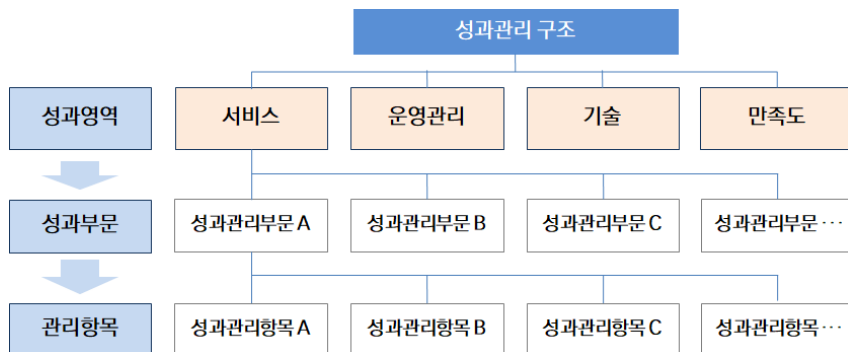 성과관리 구조
성과영역
서비스
운영관리
기술
만족도
성과부문
성과관리부문 A
성과관리부문 B
성과관리부문 C
성과관리부문 ···
관리항목
성과관리항목 A
성과관리항목 B
성과관리항목 C
성과관리항목 ···